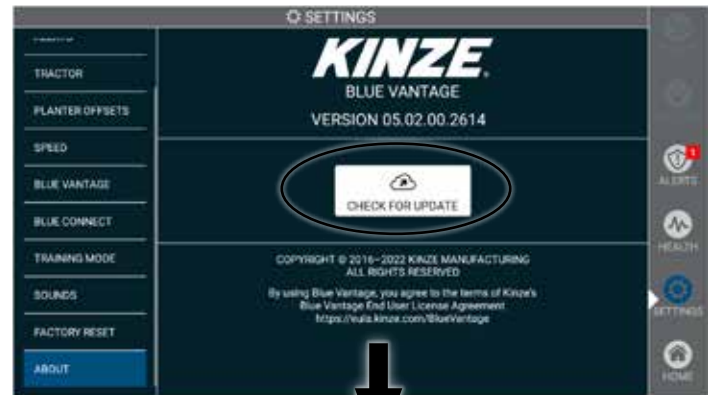 SETTINGS
TRACTOR
PLANTER OFFSETS
SPEED
BLUE VANTAGE
BLUE CONNECT
TRAINING MODE
SOUNDS
FACTORY RESET
ABOUT
KINZE
BLUE VANTAGE
VERSION 05.02.00.2614
CHECK FOR UPDATE
COPYRIGHT © 2016-2022 KINZE MANUFACTURING
ALL RIGHTS RESERVED
By using Blue Vantage, you agree to the terms of Kinze's
Blue Vantage End User License Agreement
https://eula.kinze.com/BlueVantage
1
ALERTS
HEALTH
SETTINGS
HOME